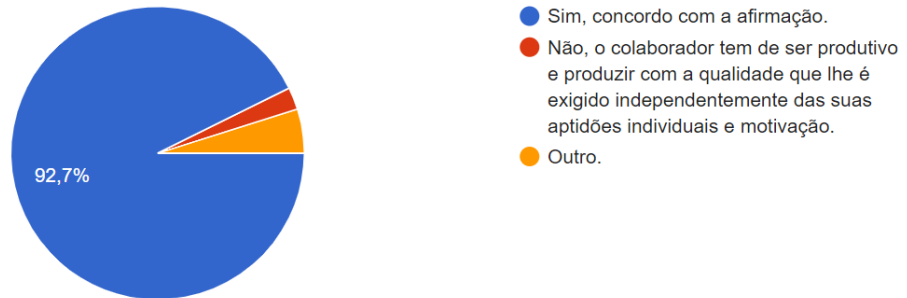 Sim, concordo com a afirmação.
Não, o colaborador tem de ser produtivo
e produzir com a qualidade que lhe é
exigido independentemente das suas
aptidões individuais e motivação.
Outro.
92,7%